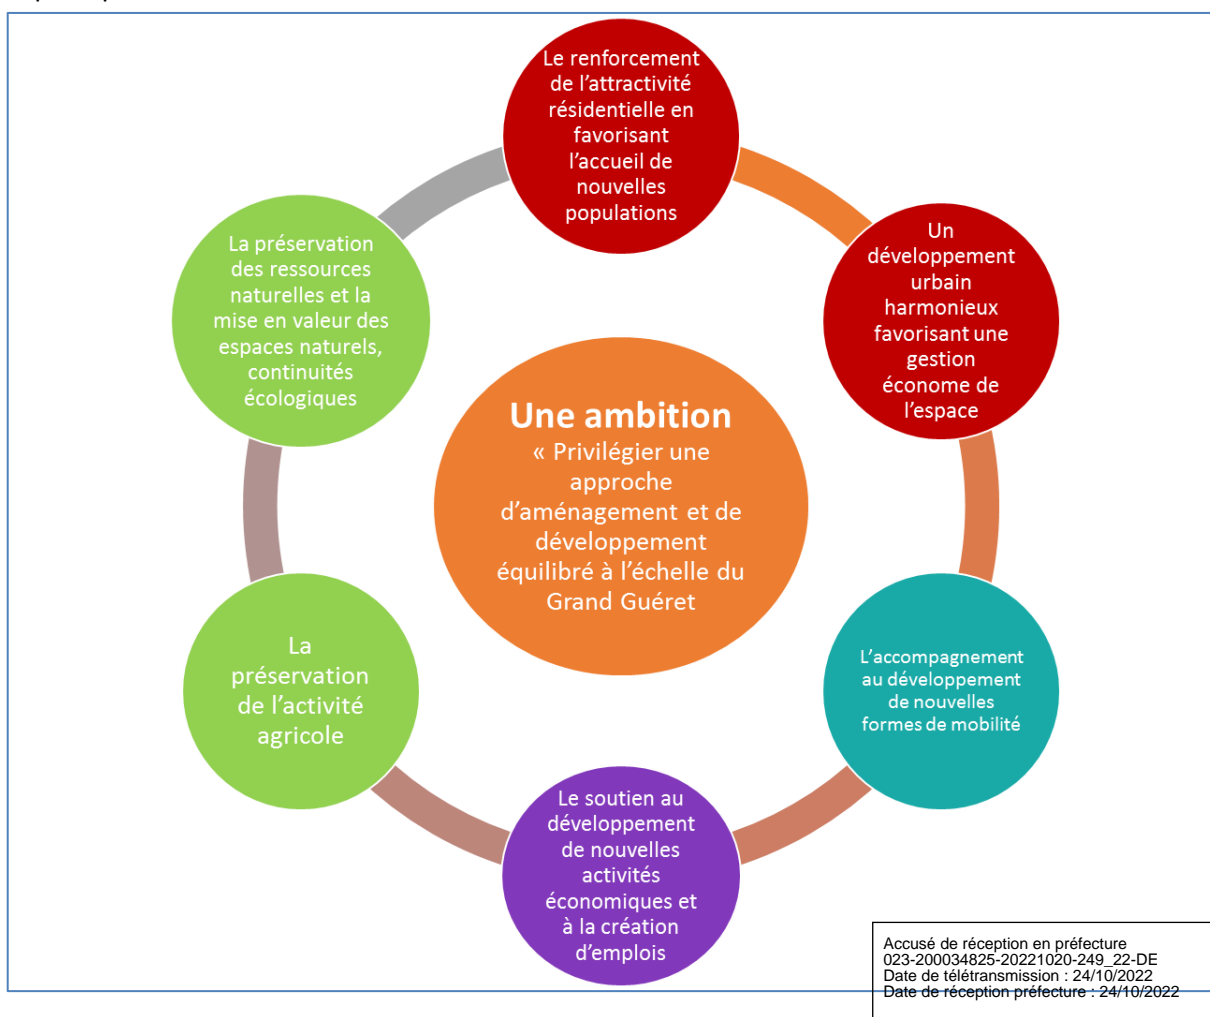 Le renforcement
de l'attractivité
résidentielle en
favorisant
l'accueil de
nouvelles
populations
Un
développement
urbain
harmonieux
favorisant une
gestion
économe de
l'espace
L'accompagnement
au développement
de nouvelles
formes de mobilité
Le soutien au
développement
de nouvelles
activités
économiques et
à la création
d'emplois
La
préservation
de l'activité
agricole
La préservation
des ressources
naturelles et la
mise en valeur des
espaces naturels,
continuités
écologiques
Une ambition
« Privilégier une
approche
d'aménagement et de
développement
équilibré à l'échelle du
Grand Guéret
Accusé de réception en préfecture
023-200034825-20221020-249_22-DE
Date de télétransmission : 24/10/2022
Date de réception préfecture : 24/10/2022